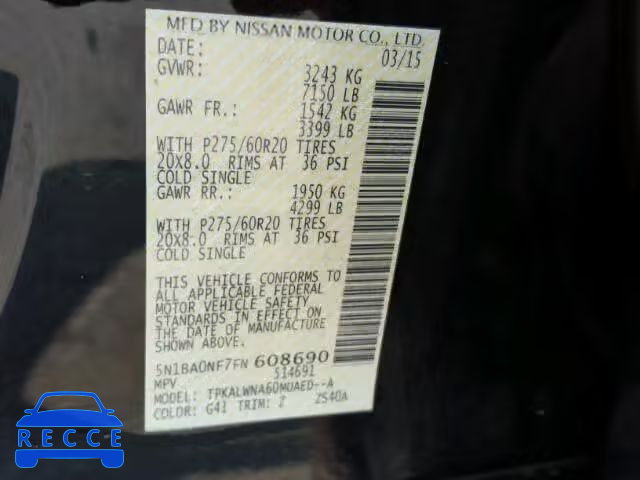 MFD BY NISSAN MOTOR CO., LTD.
DATE: 03/15
GVWR: 3243 KG
7150 LB
GAWR FR.: 1542 KG
3399 LB
WITH P275/60R20 TIRES
20X8.0 RIMS AT 36 PSI
COLD SINGLE
GAWR RR.: 1950 KG
4299 LB
WITH P275/60R20 TIRES
20X8.0 RIMS AT 36 PSI
COLD SINGLE
THIS VEHICLE CONFORMS TO
ALL APPLICABLE FEDERAL
MOTOR VEHICLE SAFETY
STANDARDS IN EFFECT ON
THE DATE OF MANUFACTURE
SHOWN ABOVE.
5N1BA0NF7FN 608690
MPV 514691
MODEL: TPKALWNA60MUAED--A
COLOR: G41 TRIM: Z ZS40A